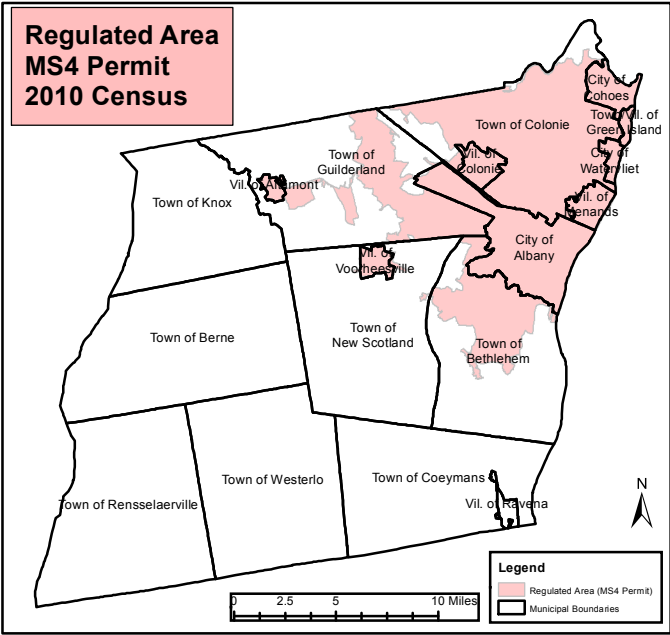 Regulated Area
MS4 Permit
2010 Census
City of
Cohoes
Town/Vil. of
Green Island
Town of Colonie
City of
Watervliet
Vil. of
Colonie
Town of
Guilderland
Vil. of Altamont
Town of Knox
Vil. of
Menands
City of
Albany
Vil. of
Voorheesville
Town of Berne
Town of
New Scotland
Town of
Bethlehem
Town of Westerlo
Town of Coeymans
Town of Rensselaerville
Vil. of Ravena
N
Legend
Regulated Area (MS4 Permit)
Municipal Boundaries
0 2.5 5 10 Miles